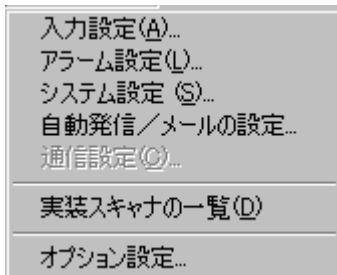 入力設定(A)...
アラーム設定(L)...
システム設定 (S)...
自動発信／メールの設定...
通信設定(C)...
実装スキャナの一覧(D)
オプション設定...